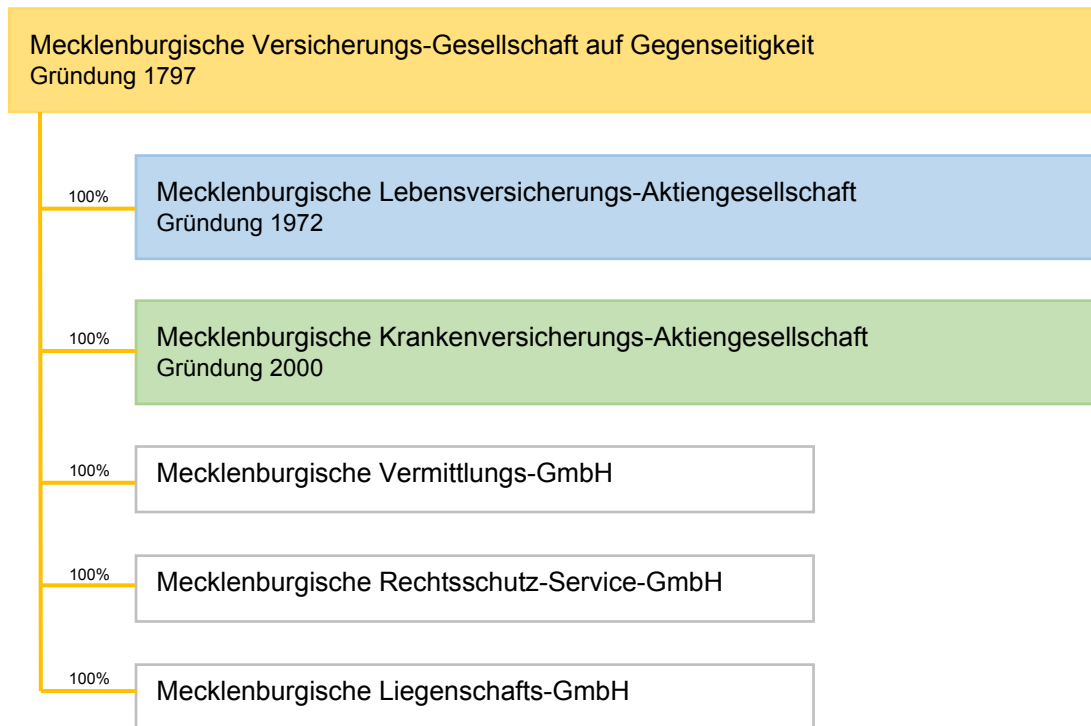 Mecklenburgische Versicherungs-Gesellschaft auf Gegenseitigkeit
Gründung 1797
100%
Mecklenburgische Lebensversicherungs-Aktiengesellschaft
Gründung 1972
100%
Mecklenburgische Krankenversicherungs-Aktiengesellschaft
Gründung 2000
100%
Mecklenburgische Vermittlungs-GmbH
100%
Mecklenburgische Rechtsschutz-Service-GmbH
100%
Mecklenburgische Liegenschafts-GmbH